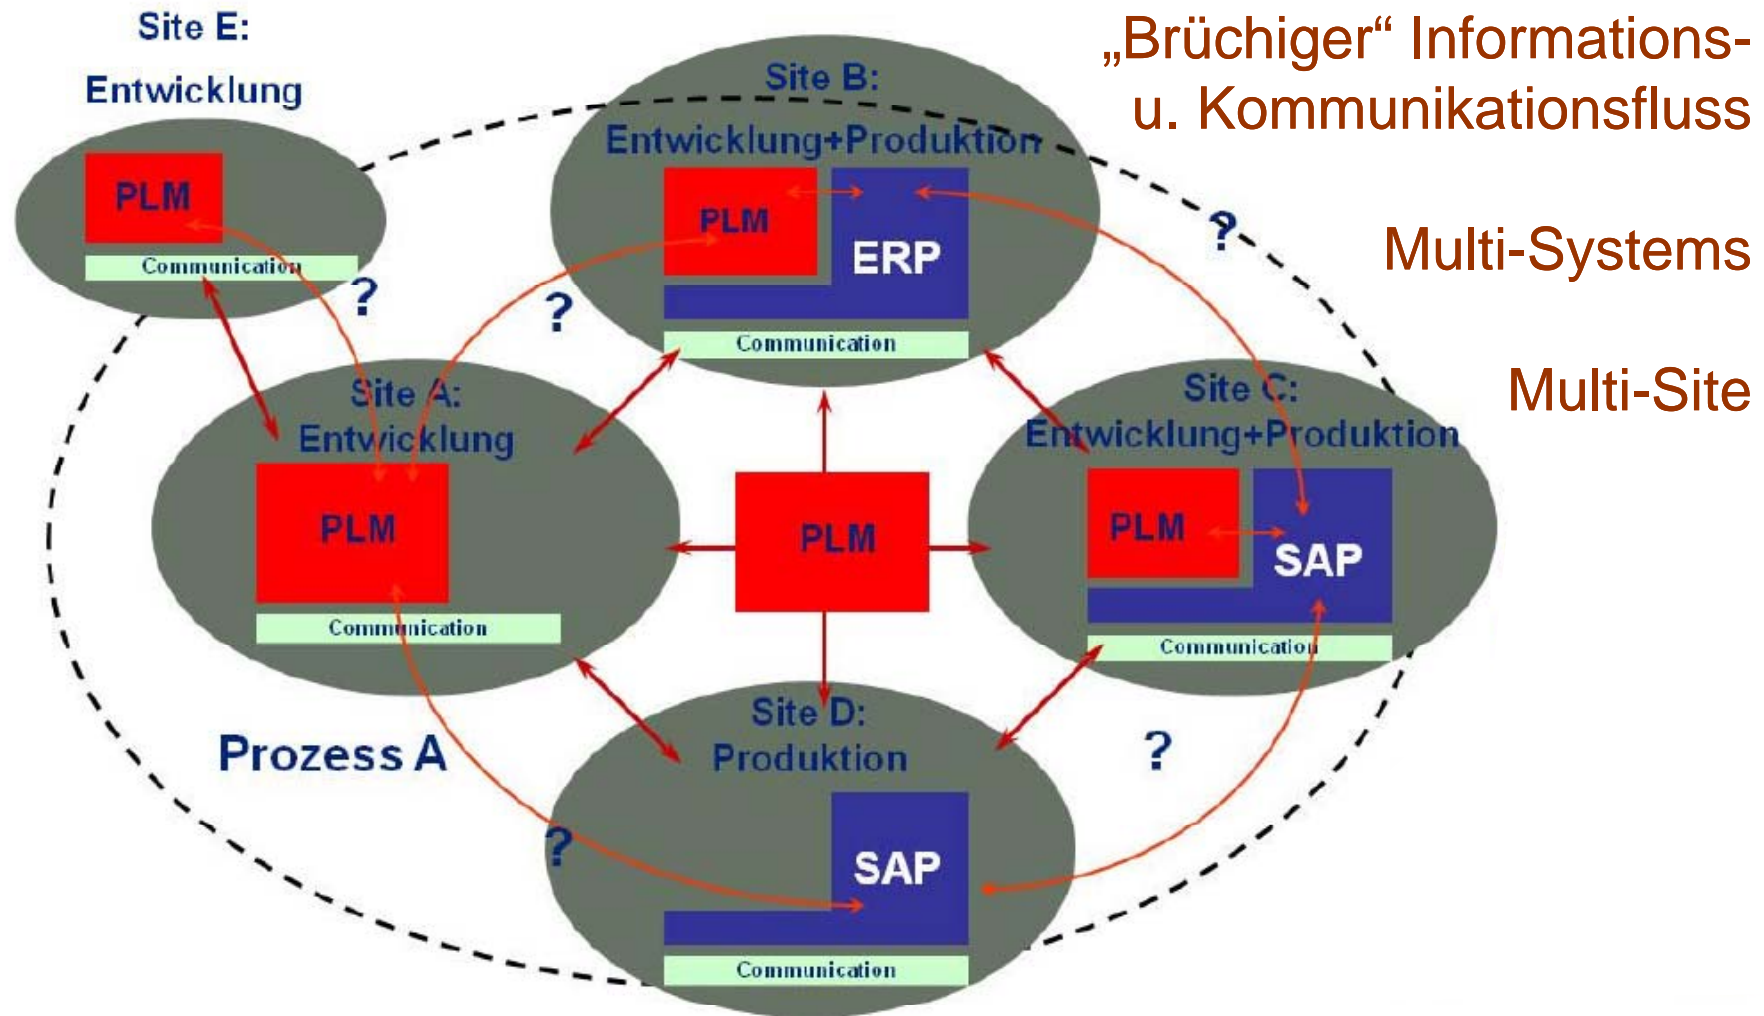 Site E:
Entwicklung
PLM
Communication
?
Site B:
Entwicklung+Produktion
PLM
ERP
Communication
?
?
„Brüchiger“ Informations-
u. Kommunikationsfluss
Multi-Systems
Multi-Site
Site A:
Entwicklung
PLM
Communication
PLM
Site C:
Entwicklung+Produktion
PLM
SAP
Communication
Prozess A
?
Site D:
Produktion
SAP
Communication
?